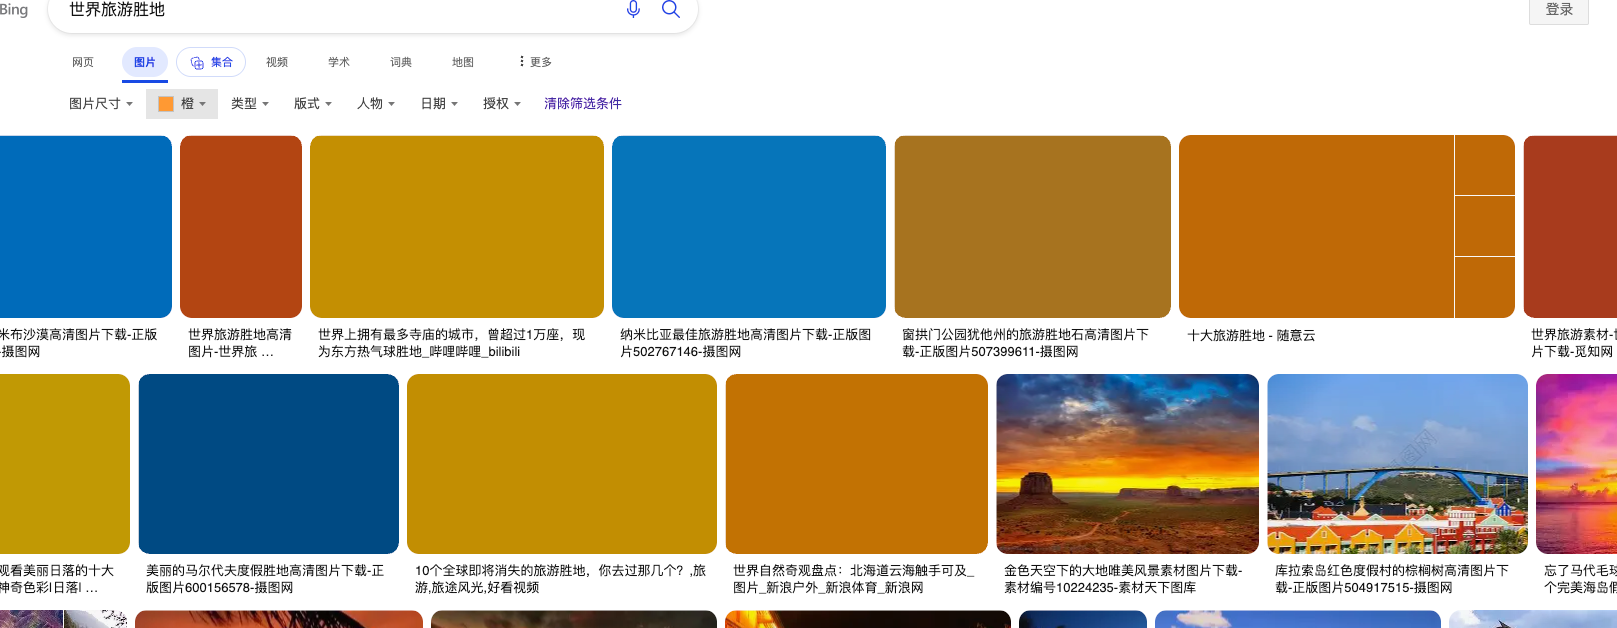 Bing
世界旅游胜地
登录
网页
图片
集合
视频
学术
词典
地图
更多
图片尺寸
橙
类型
版式
人物
日期
授权
清除筛选条件
米布沙漠高清图片下载-正版
-摄图网
世界旅游胜地高清
图片-世界旅 ...
世界上拥有最多寺庙的城市，曾超过1万座，现
为东方热气球胜地_哔哩哔哩_bilibili
纳米比亚最佳旅游胜地高清图片下载-正版图
片502767146-摄图网
窗拱门公园犹他州的旅游胜地石高清图片下
载-正版图片507399611-摄图网
十大旅游胜地 - 随意云
世界旅游素材-世
片下载-觅知网
观看美丽日落的十大
神奇色彩|日落| ...
美丽的马尔代夫度假胜地高清图片下载-正
版图片600156578-摄图网
10个全球即将消失的旅游胜地，你去过那几个？,旅
游,旅途风光,好看视频
世界自然奇观盘点：北海道云海触手可及_
图片_新浪户外_新浪体育_新浪网
金色天空下的大地唯美风景素材图片下载-
素材编号10224235-素材天下图库
库拉索岛红色度假村的棕榈树高清图片下
载-正版图片504917515-摄图网
忘了马代毛球
个完美海岛假